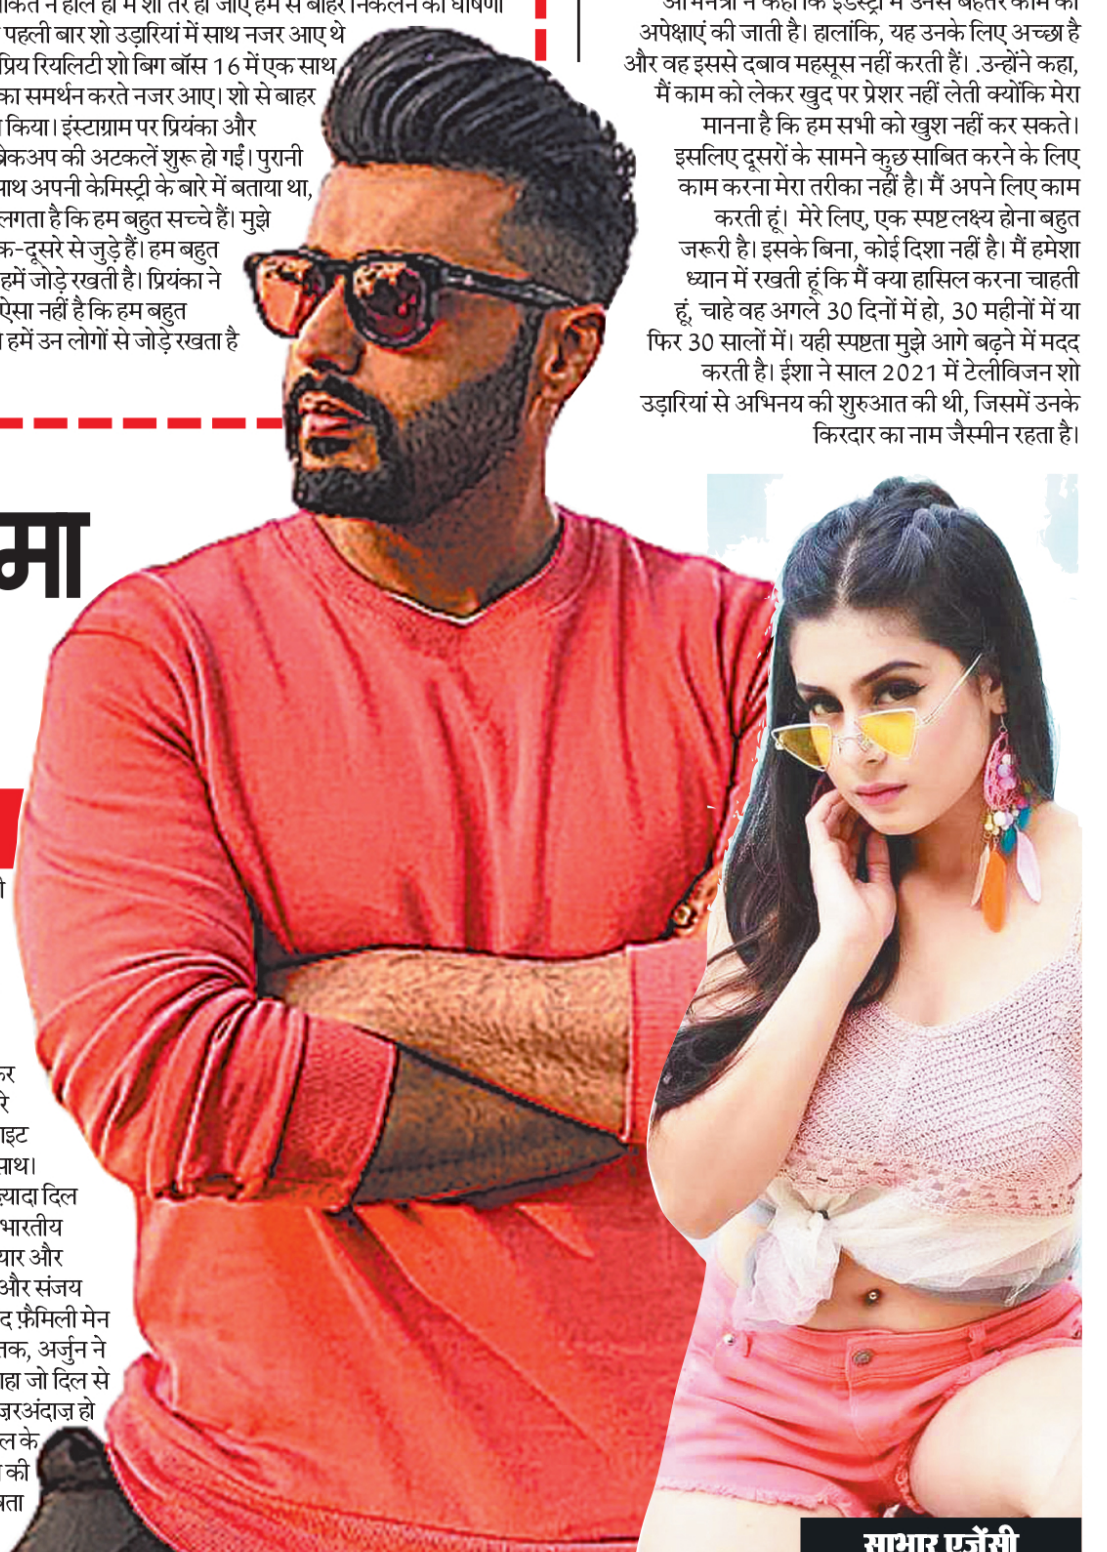 पहली बार शो उड़ारियां में साथ नजर आए थे
प्रिय रियलिटी शो बिग बॉस 16 में एक साथ
का समर्थन करते नजर आए। शो से बाहर
किया। इंस्टाग्राम पर प्रियंका और
ब्रेकअप की अटकलें शुरू हो गईं। पुरानी
साथ अपनी केमिस्ट्री के बारे में बताया था,
लगता है कि हम बहुत सच्चे हैं। मुझे
क-दूसरे से जुड़े हैं। हम बहुत
हमें जोड़े रखती है। प्रियंका ने
ऐसा नहीं है कि हम बहुत
हमें उन लोगों से जोड़े रखता है
अपेक्षाएं की जाती है। हालांकि, यह उनके लिए अच्छा है
और वह इससे दबाव महसूस नहीं करती हैं। .उन्होंने कहा,
मैं काम को लेकर खुद पर प्रेशर नहीं लेती क्योंकि मेरा
मानना है कि हम सभी को खुश नहीं कर सकते।
इसलिए दूसरों के सामने कुछ साबित करने के लिए
काम करना मेरा तरीका नहीं है। मैं अपने लिए काम
करती हूं। मेरे लिए, एक स्पष्ट लक्ष्य होना बहुत
जरूरी है। इसके बिना, कोई दिशा नहीं है। मैं हमेशा
ध्यान में रखती हूं कि मैं क्या हासिल करना चाहती
हूं, चाहे वह अगले 30 दिनों में हो, 30 महीनों में या
फिर 30 सालों में। यही स्पष्टता मुझे आगे बढ़ने में मदद
करती है। ईशा ने साल 2021 में टेलीविजन शो
उड़ारियां से अभिनय की शुरुआत की थी, जिसमें उनके
किरदार का नाम जैस्मीन रहता है।
मा
रे
ाइट
साथ।
ज़्यादा दिल
भारतीय
यार और
और संजय
द फ़ैमिली मेन
तक, अर्जुन ने
हा जो दिल से
ज़रअंदाज़ हो
ल के
की
साभार एजेंसी